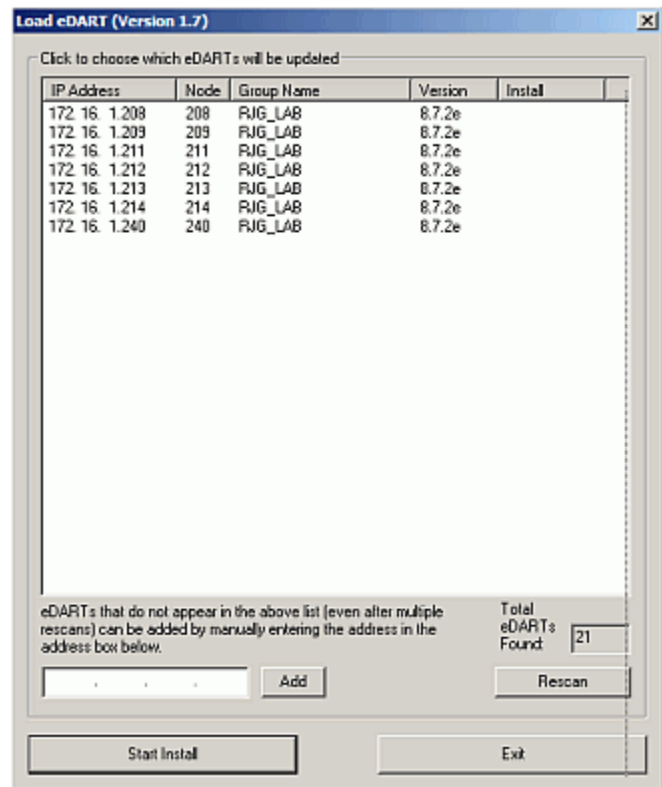 Load eDART (Version 1.7)
Click to choose which eDARTs will be updated
IP Address Node Group Name Version Install
172. 16. 1.208 208 RJG_LAB 8.7.2e
172. 16. 1.209 209 RJG_LAB 8.7.2e
172. 16. 1.211 211 RJG_LAB 8.7.2e
172. 16. 1.212 212 RJG_LAB 8.7.2e
172. 16. 1.213 213 RJG_LAB 8.7.2e
172. 16. 1.214 214 RJG_LAB 8.7.2e
172. 16. 1.240 240 RJG_LAB 8.7.2e
eDARTs that do not appear in the above list (even after multiple
rescans) can be added by manually entering the address in the
address box below.
Total
eDARTs
Found: 21
. . . Add
Rescan
Start Install
Exit